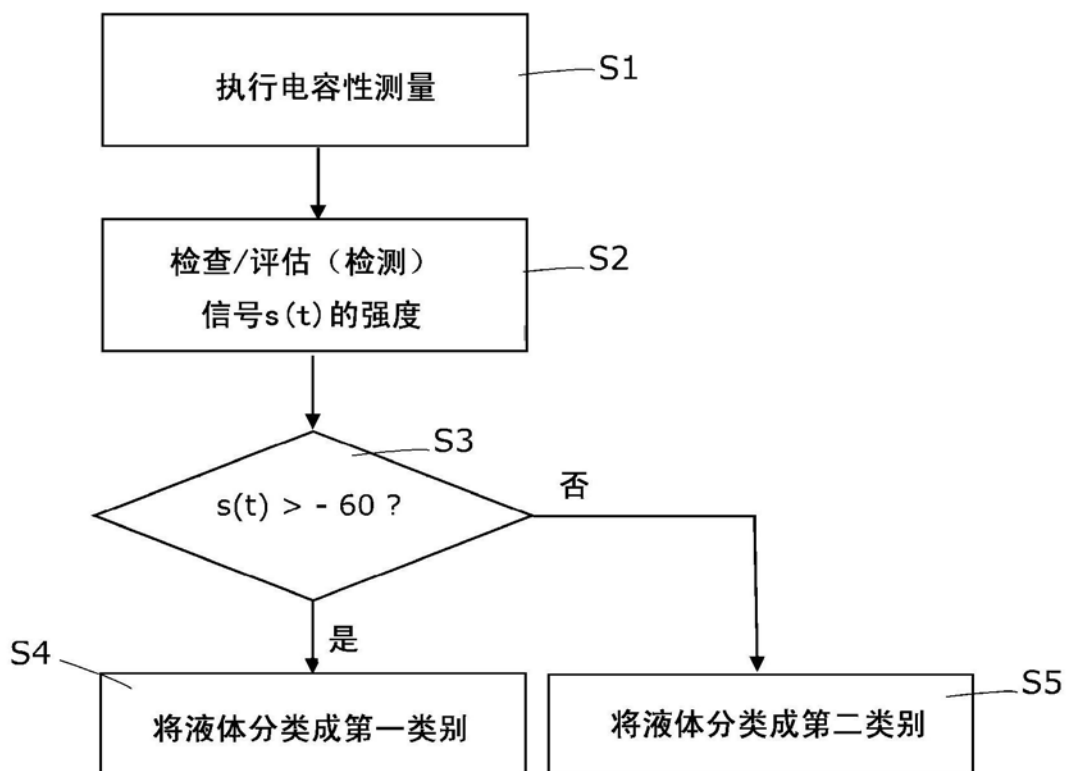 执行电容性测量
S1
检查/评估（检测）
信号s(t)的强度
S2
S3
s(t) > - 60 ?
否
是
S4
将液体分类成第一类别
将液体分类成第二类别
S5